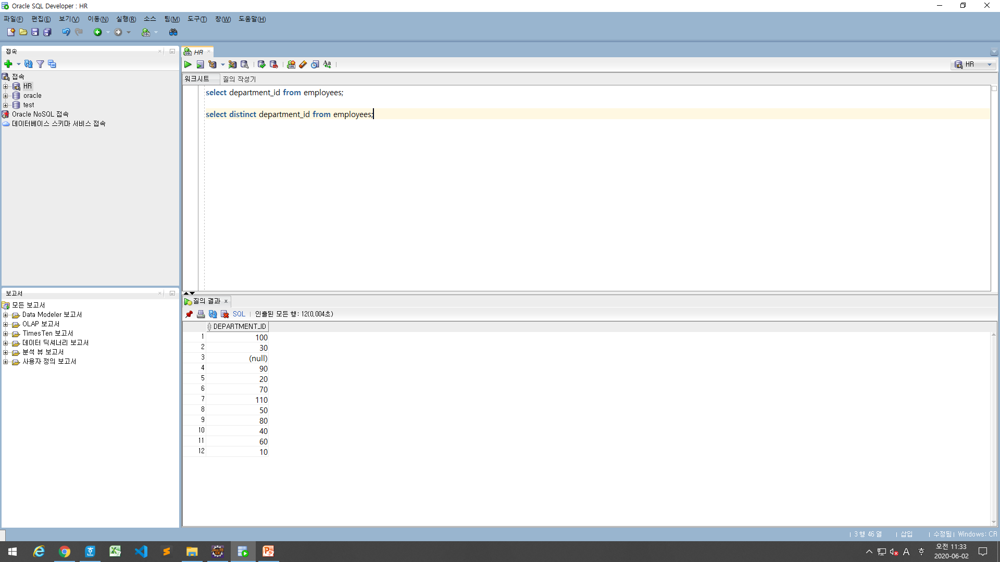 Oracle SQL Developer : HR
파일(F) 편집(E) 보기(V) 이동(N) 실행(R) 소스 팀(M) 도구(T) 창(W) 도움말(H)
접속
접속
HR
oracle
test
Oracle NoSQL 접속
데이터베이스 스키마 서비스 접속
보고서
모든 보고서
Data Modeler 보고서
OLAP 보고서
TimesTen 보고서
데이터 딕셔너리 보고서
분석 뷰 보고서
사용자 정의 보고서
HR
HR
워크시트 질의 작성기
select department_id from employees;
select distinct department_id from employees;
질의 결과
SQL 인출된 모든 행: 12(0.004초)
DEPARTMENT_ID
1 100
2 30
3 (null)
4 90
5 20
6 70
7 110
8 50
9 80
10 40
11 60
12 10
3 행 46 열 삽입 수정됨 Windows: CR
A ㅎ 오전 11:33
2020-06-02